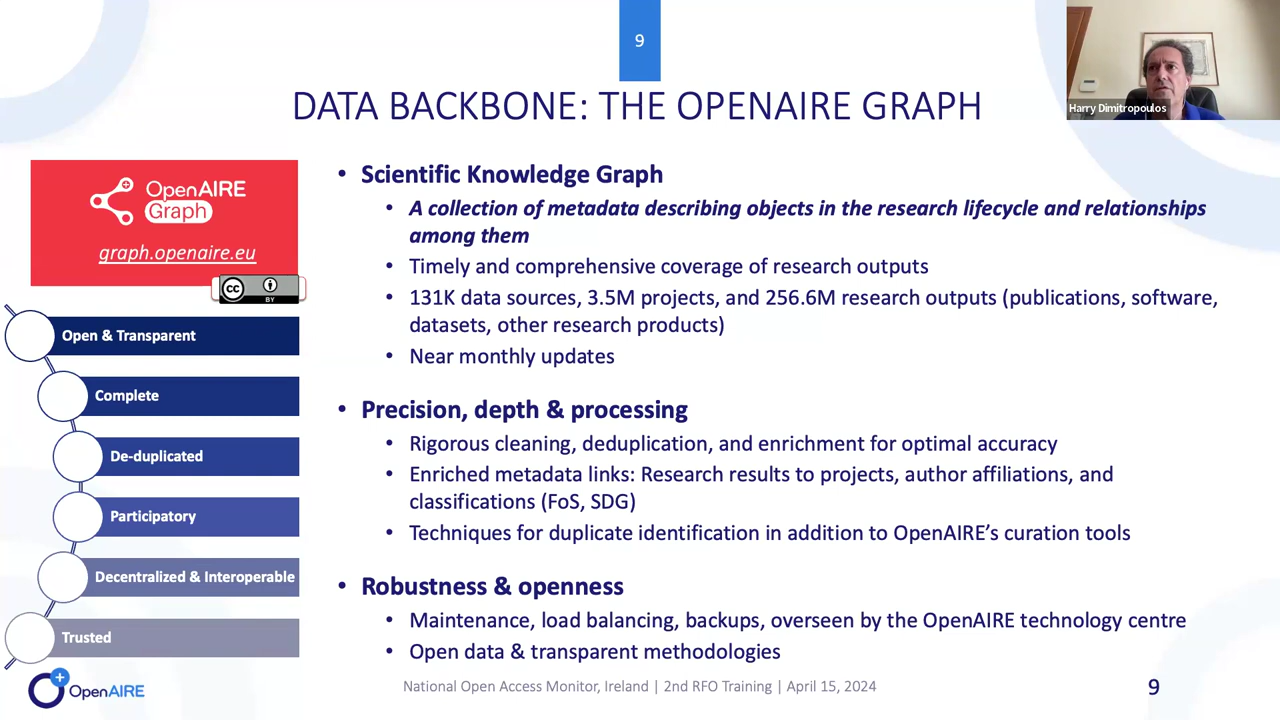 9
Harry Dimitropoulos
DATA BACKBONE: THE OPENAIRE GRAPH
OpenAIRE
Graph
graph.openaire.eu
cc
BY
Open & Transparent
Complete
De-duplicated
Participatory
Decentralized & Interoperable
Trusted
• Scientific Knowledge Graph
• A collection of metadata describing objects in the research lifecycle and relationships
among them
• Timely and comprehensive coverage of research outputs
• 131K data sources, 3.5M projects, and 256.6M research outputs (publications, software,
datasets, other research products)
• Near monthly updates
• Precision, depth & processing
• Rigorous cleaning, deduplication, and enrichment for optimal accuracy
• Enriched metadata links: Research results to projects, author affiliations, and
classifications (FoS, SDG)
• Techniques for duplicate identification in addition to OpenAIRE’s curation tools
• Robustness & openness
• Maintenance, load balancing, backups, overseen by the OpenAIRE technology centre
• Open data & transparent methodologies
OpenAIRE
National Open Access Monitor, Ireland | 2nd RFO Training | April 15, 2024
9